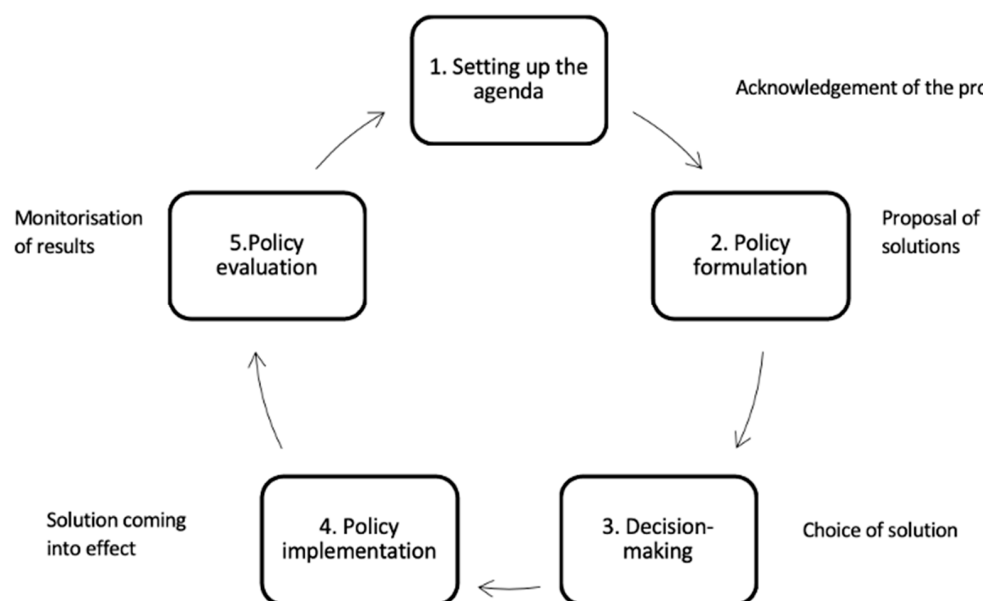 1. Setting up the
agenda
Acknowledgement of the
2. Policy
formulation
Proposal of
solutions
3. Decision-
making
Choice of solution
4. Policy
implementation
Solution coming
into effect
5.Policy
evaluation
Monitorisation
of results